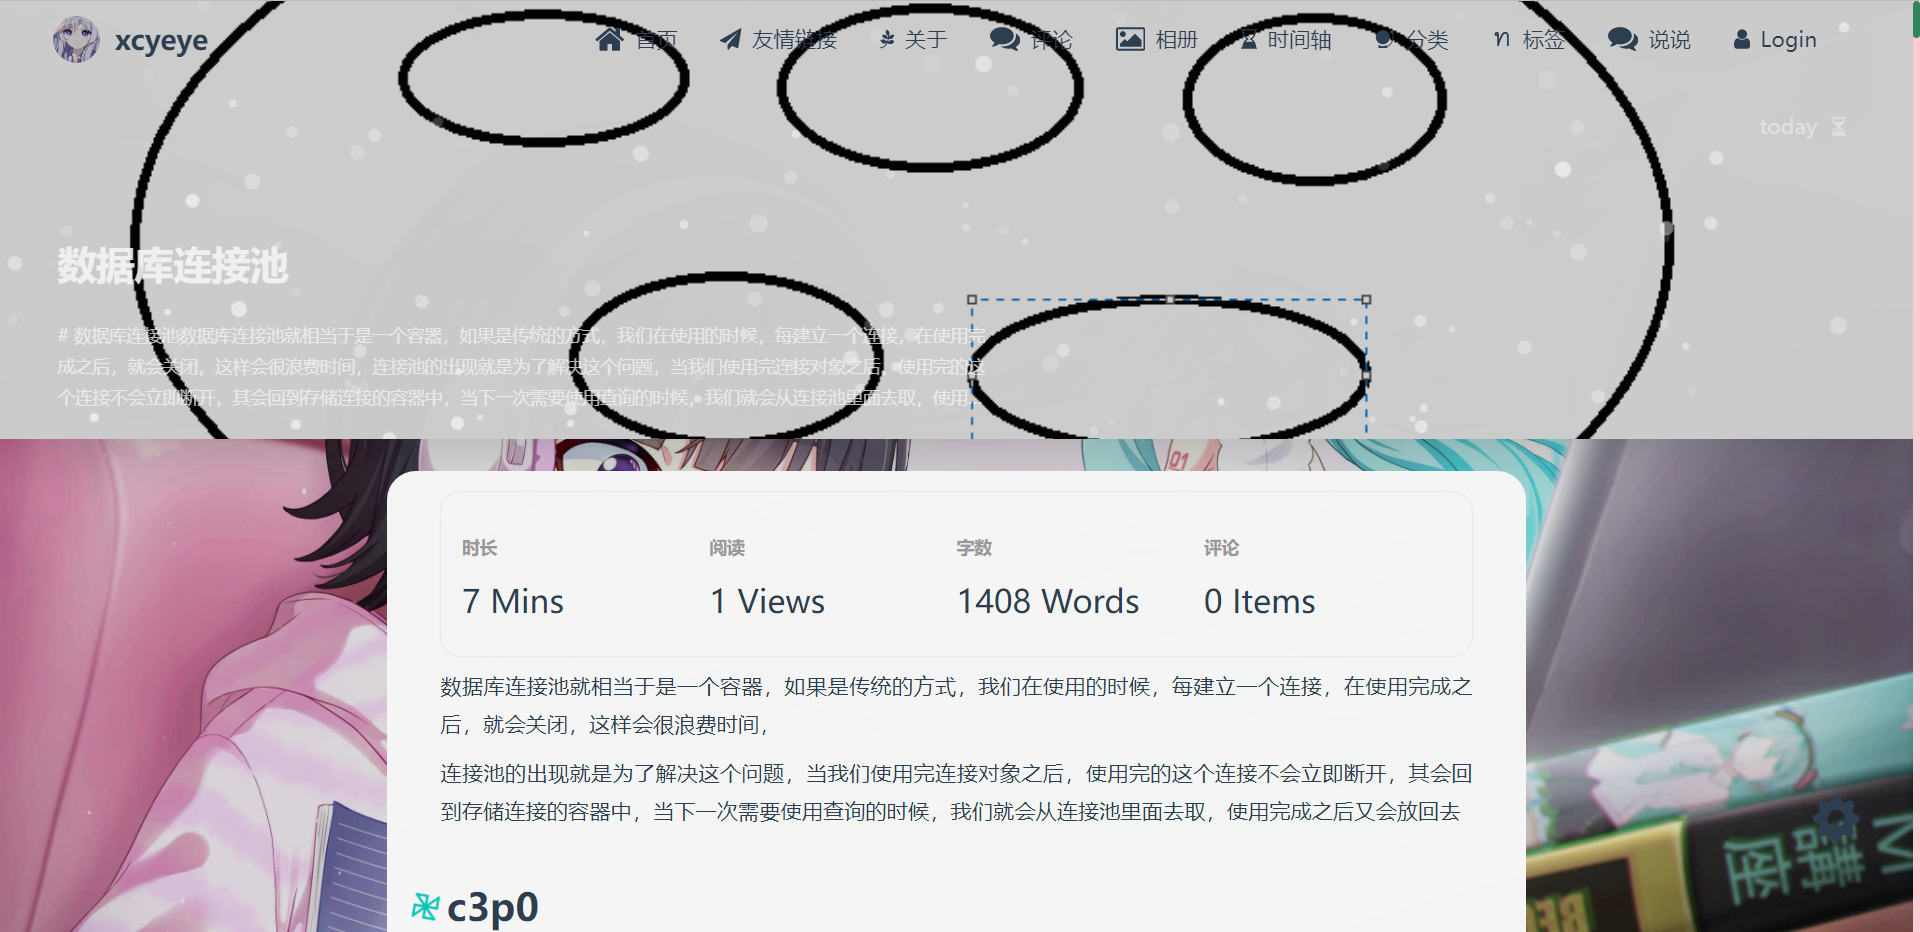 xcyeye
首页 友情链接 关于 评论 相册 时间轴 分类 标签 说说 Login
today
数据库连接池
# 数据库连接池数据库连接池就相当于是一个容器，如果是传统的方式，我们在使用的时候，每建立一个连接，在使用完
成之后，就会关闭，这样会很浪费时间，连接池的出现就是为了解决这个问题，当我们使用完连接对象之后，使用完的这
个连接不会立即断开，其会回到存储连接的容器中，当下一次需要使用查询的时候，我们就会从连接池里面去取，使用...
01
时长 阅读 字数 评论
7 Mins 1 Views 1408 Words 0 Items
数据库连接池就相当于是一个容器，如果是传统的方式，我们在使用的时候，每建立一个连接，在使用完成之
后，就会关闭，这样会很浪费时间，
连接池的出现就是为了解决这个问题，当我们使用完连接对象之后，使用完的这个连接不会立即断开，其会回
到存储连接的容器中，当下一次需要使用查询的时候，我们就会从连接池里面去取，使用完成之后又会放回去
c3p0